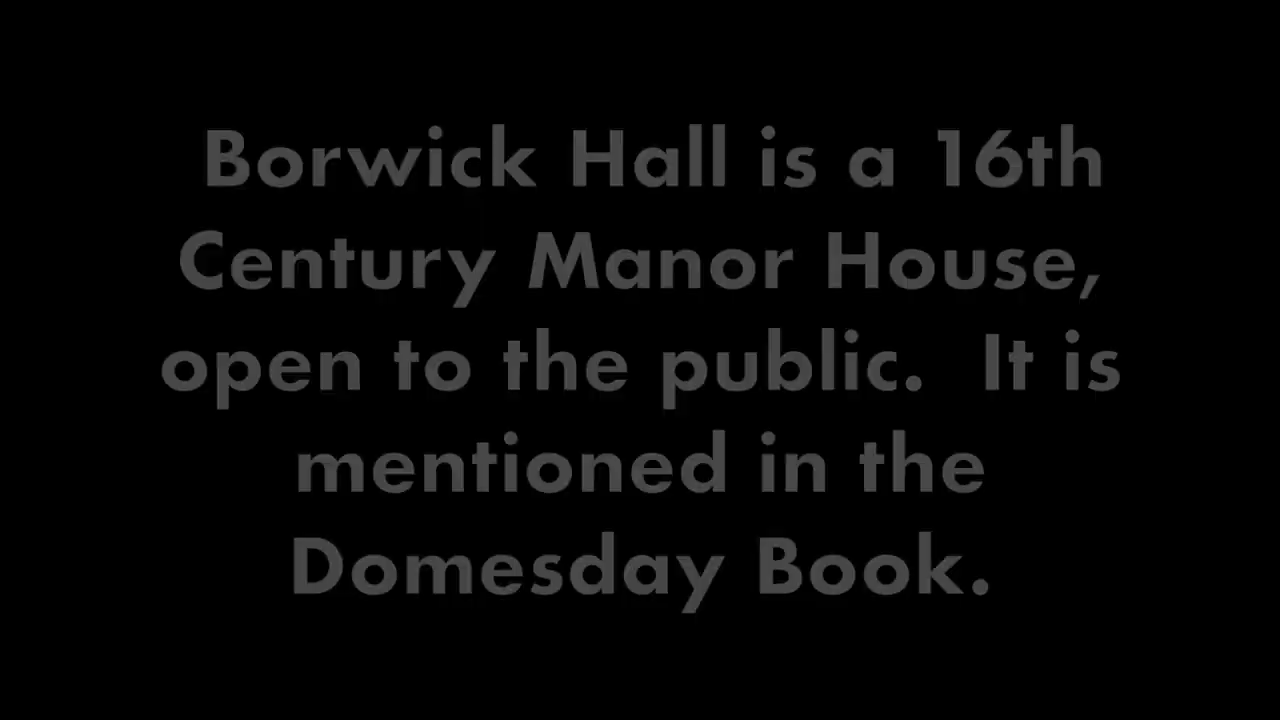 Borwick Hall is a 16th
Century Manor House,
open to the public.  It is
mentioned in the
Domesday Book.